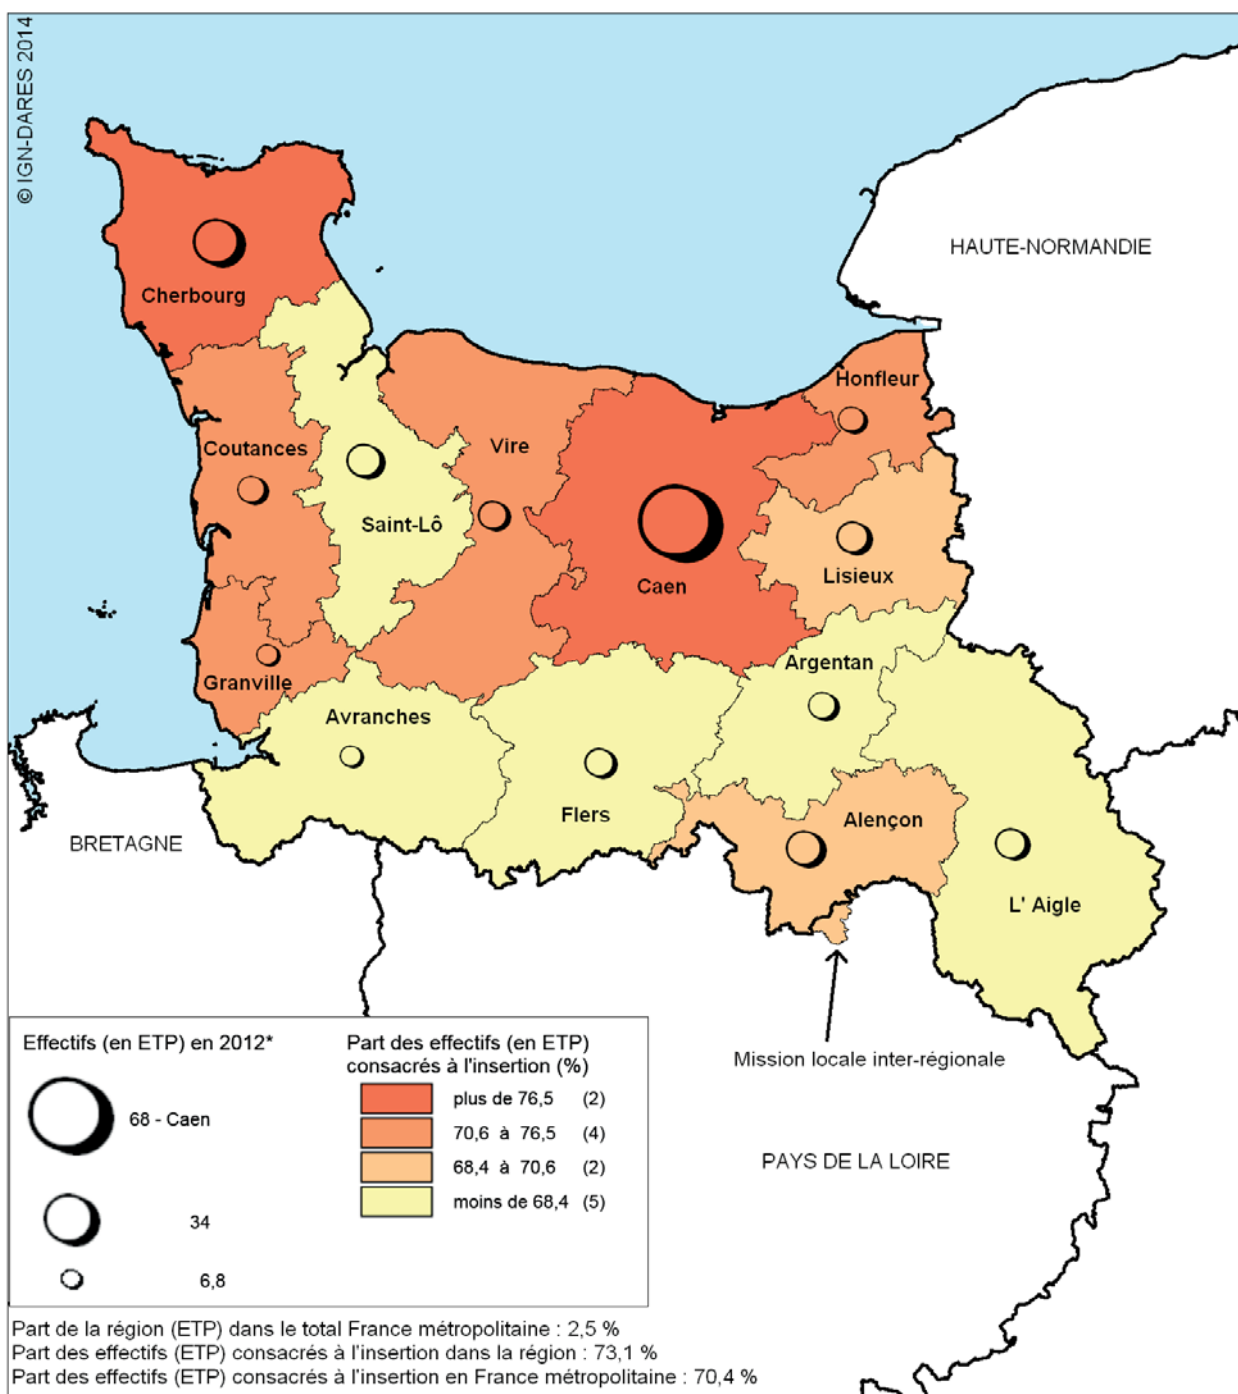 © IGN-DARES 2014
HAUTE-NORMANDIE
Cherbourg
Honfleur
Coutances
Vire
Saint-Lô
Lisieux
Caen
Argentan
Granville
Avranches
Flers
Alençon
BRETAGNE
L' Aigle
Mission locale inter-régionale
PAYS DE LA LOIRE
Effectifs (en ETP) en 2012*
68 - Caen
34
6,8
Part des effectifs (en ETP)
consacrés à l'insertion (%)
plus de 76,5 (2)
70,6 à 76,5 (4)
68,4 à 70,6 (2)
moins de 68,4 (5)
Part de la région (ETP) dans le total France métropolitaine : 2,5 %
Part des effectifs (ETP) consacrés à l'insertion dans la région : 73,1 %
Part des effectifs (ETP) consacrés à l'insertion en France métropolitaine : 70,4 %